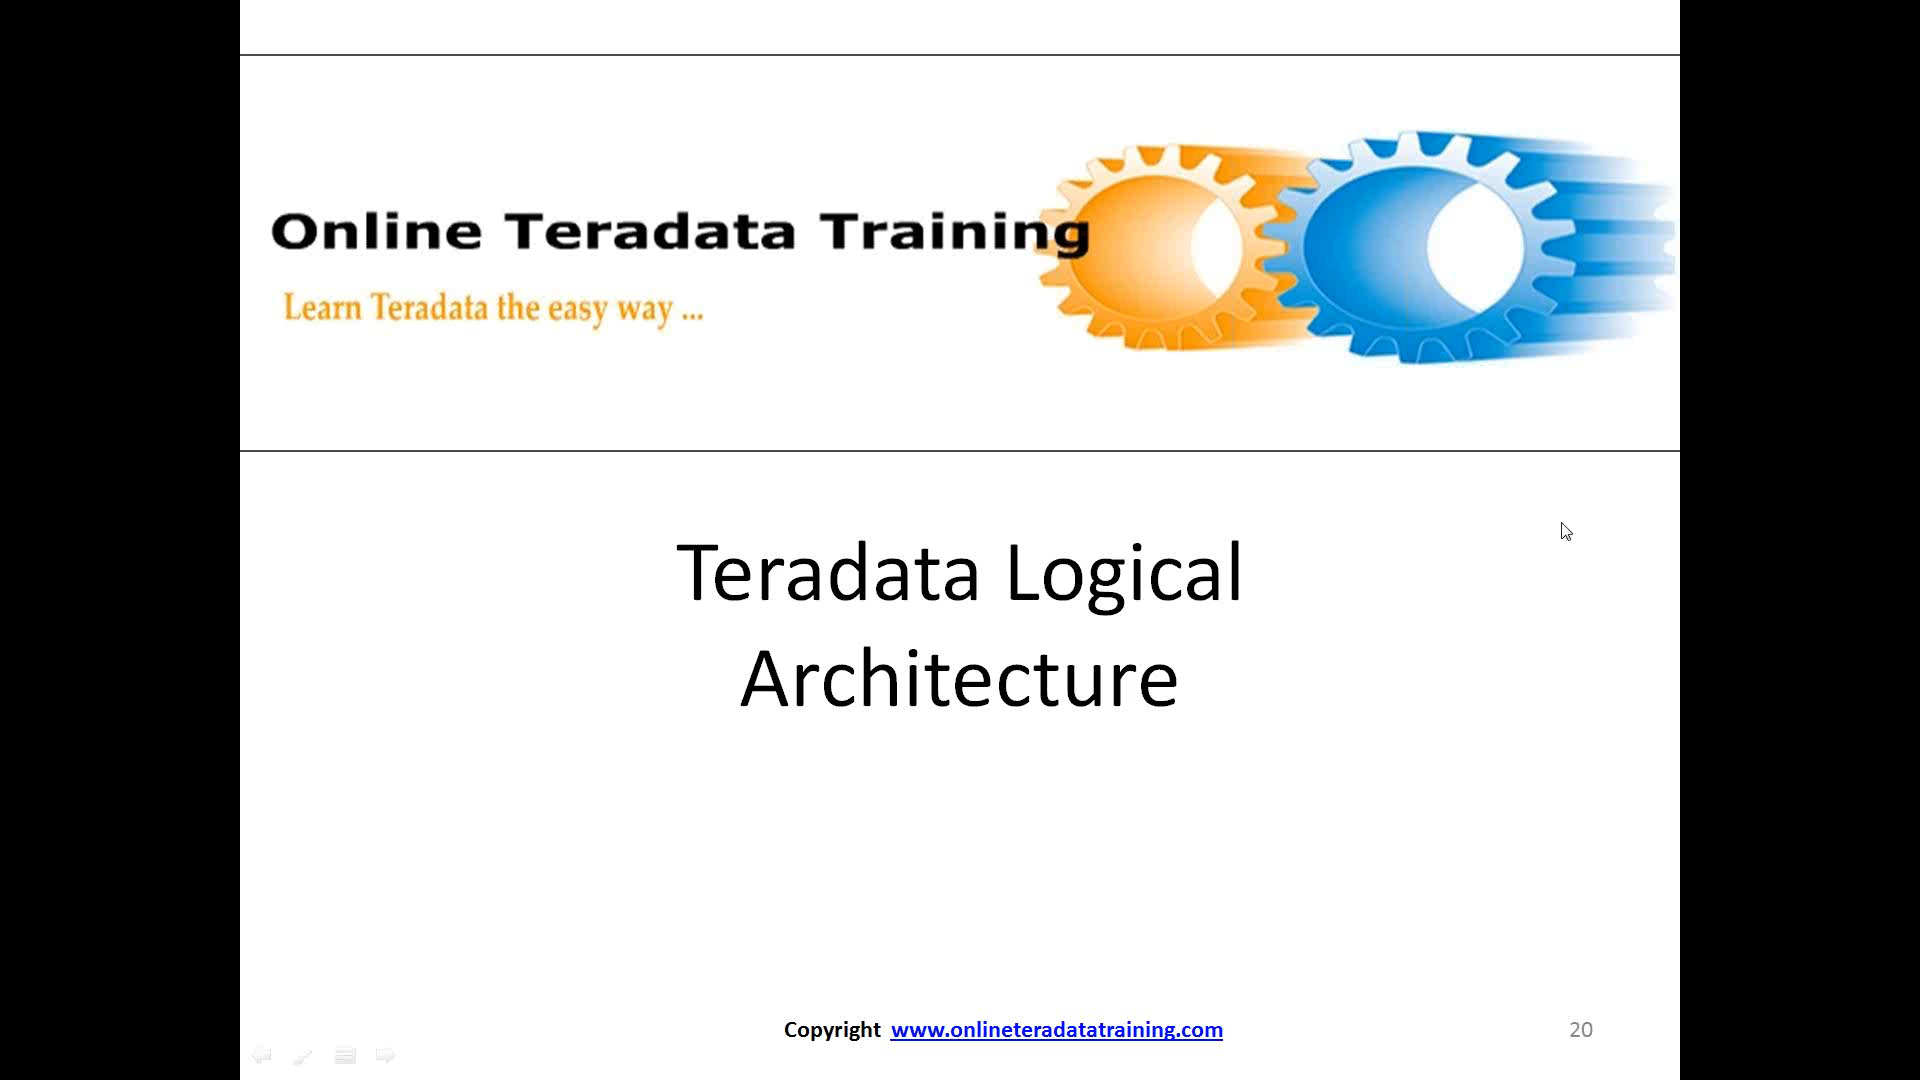 Online Teradata Training
Learn Teradata the easy way ...
Teradata Logical
Architecture
Copyright www.onlineteradatatraining.com
20